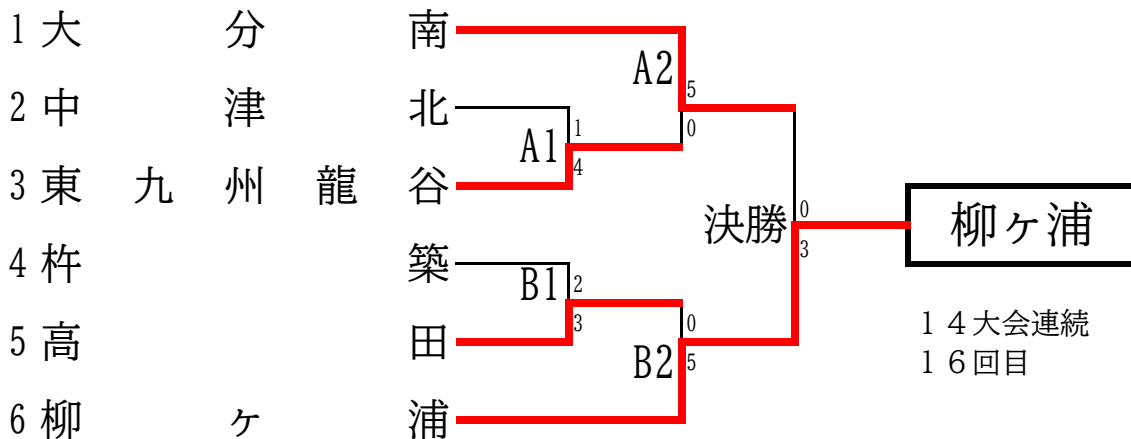 1 大分南
2 中津北
3 東九州龍谷
4 杵築
5 高田
6 柳ヶ浦
A1
1
4
A2
5
0
B1
2
3
B2
0
5
決勝
0
3
柳ヶ浦
14大会連続
16回目